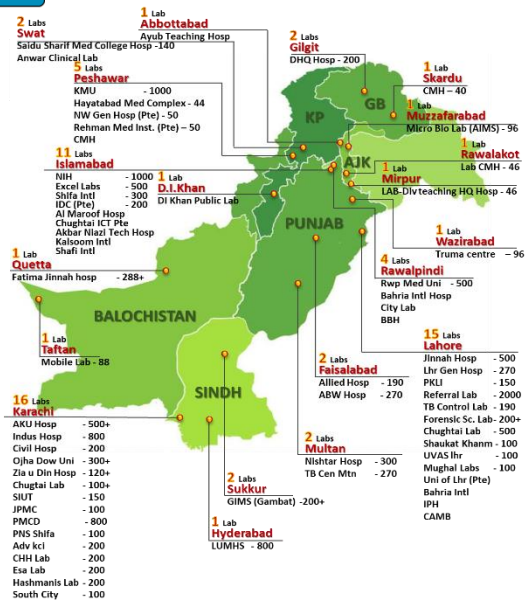 2 Labs
Swat
Saidu Sharif Med College Hosp -140
Anwar Clinical Lab
1 Lab
Abbottabad
Ayub Teaching Hosp
2 Labs
Gilgit
DHQ Hosp - 200
1 Lab
Skardu
CMH – 40
5 Labs
Peshawar
KMU - 1000
Hayatabad Med Complex - 44
NW Gen Hosp (Pte) - 50
Rehman Med Inst. (Pte) – 50
CMH
1 Lab
Muzzafarabad
Micro Bio Lab (AIMS) - 96
1 Lab
Rawalakot
Lab CMH - 46
11 Labs
Islamabad
NIH - 1000
Excel Labs - 500
Shifa Intl - 300
IDC (Pte) - 200
Al Maroof Hosp
Chughtai ICT Pte
Akbar Niazi Tech Hosp
Kalsoom Intl
Shafi Intl
1 Lab
D.I.Khan
DI Khan Public Lab
1 Lab
Mirpur
LAB-Div teaching HQ Hosp - 46
1 Lab
Wazirabad
Truma centre – 96
KP
GB
AJK
PUNJAB
BALOCHISTAN
SINDH
1 Lab
Quetta
Fatima Jinnah hosp - 288+
4 Labs
Rawalpindi
Rwp Med Uni - 500
Bahria Intl Hosp
City Lab
BBH
1 Lab
Taftan
Mobile Lab - 88
2 Labs
Faisalabad
Allied Hosp - 190
ABW Hosp - 270
15 Labs
Lahore
Jinnah Hosp - 500
Lhr Gen Hosp - 270
PKLI - 150
Referral Lab - 2000
TB Control Lab - 190
Forensic Sc. Lab- 200+
Chughtai Lab - 500
Shaukat Khanm - 100
UVAS lhr - 100
Mughal Labs - 100
Uni of Lhr (Pte)
Bahria Intl
IPH
CAMB
16 Labs
Karachi
AKU Hosp - 500+
Indus Hosp - 800
Civil Hosp - 200
Ojha Dow Uni - 300+
Zia u Din Hosp - 120+
Chugtai Lab - 100+
SIUT - 150
JPMC - 100
PMCD - 800
PNS Shifa - 100
Adv kci - 200
CHH Lab - 200
Esa Lab - 200
Hashmanis Lab - 200
South City - 100
2 Labs
Multan
Nishtar Hosp - 300
TB Cen Mtn - 270
2 Labs
Sukkur
GIMS (Gambat) -200+
1 Lab
Hyderabad
LUMHS - 800